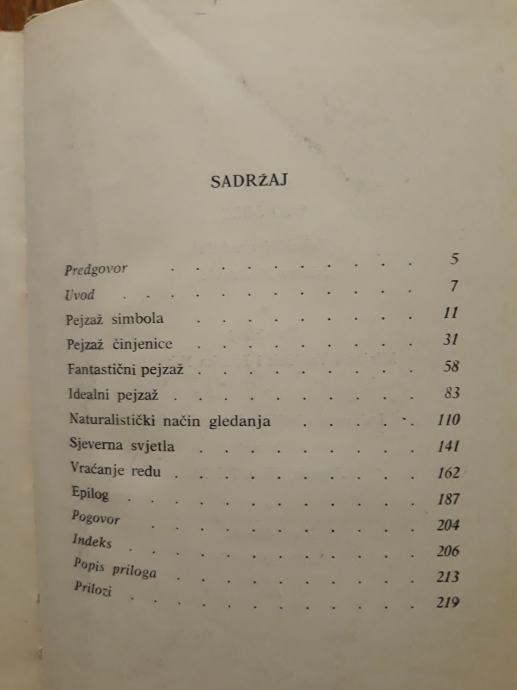 SADRŽAJ
Predgovor . . . . . . . . . . 5
Uvod . . . . . . . . . . . . 7
Pejzaž simbola . . . . . . . . . 11
Pejzaž činjenice . . . . . . . . . 31
Fantastični pejzaž . . . . . . . . . 58
Idealni pejzaž . . . . . . . . . . 83
Naturalistički način gledanja . . . . . 110
Sjeverna svjetla . . . . . . . . . 141
Vraćanje redu . . . . . . . . . . 162
Epilog . . . . . . . . . . . . 187
Pogovor . . . . . . . . . . . 204
Indeks . . . . . . . . . . . . 206
Popis priloga . . . . . . . . . . 213
Prilozi . . . . . . . . . . . . 219